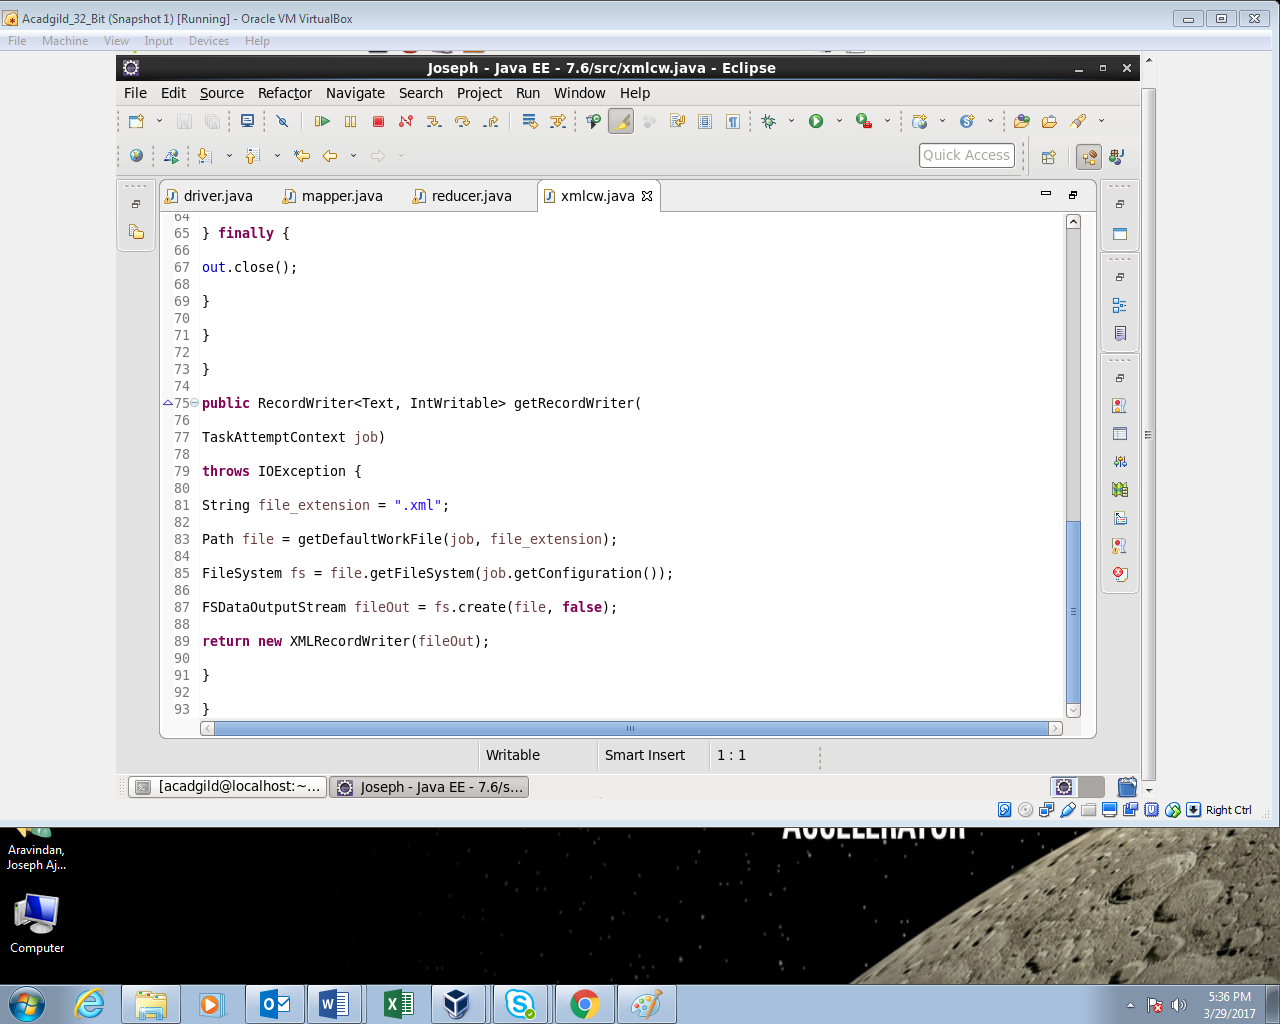 Acadgild_32_Bit (Snapshot 1) [Running] - Oracle VM VirtualBox
File Machine View Input Devices Help
Joseph - Java EE - 7.6/src/xmlcw.java - Eclipse
File Edit Source Refactor Navigate Search Project Run Window Help
Quick Access
driver.java mapper.java reducer.java xmlcw.java
64
65 } finally {
66
67 out.close();
68
69 }
70
71 }
72
73 }
74
75 public RecordWriter<Text, IntWritable> getRecordWriter(
76
77 TaskAttemptContext job)
78
79 throws IOException {
80
81 String file_extension = ".xml";
82
83 Path file = getDefaultWorkFile(job, file_extension);
84
85 FileSystem fs = file.getFileSystem(job.getConfiguration());
86
87 FSDataOutputStream fileOut = fs.create(file, false);
88
89 return new XMLRecordWriter(fileOut);
90
91 }
92
93 }
Writable Smart Insert 1 : 1
[acadgild@localhost:~... Joseph - Java EE - 7.6/s...
Right Ctrl
ACCELERATOR
Aravindan,
Joseph Aj...
Computer
5:36 PM
3/29/2017